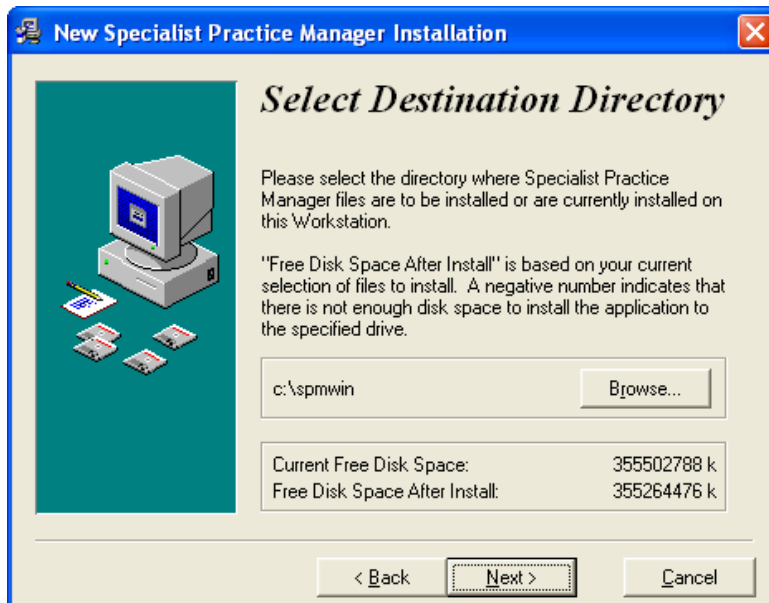 New Specialist Practice Manager Installation
Select Destination Directory
Please select the directory where Specialist Practice
Manager files are to be installed or are currently installed on
this Workstation.
"Free Disk Space After Install" is based on your current
selection of files to install.  A negative number indicates that
there is not enough disk space to install the application to
the specified drive.
c:\spmwin
Browse...
Current Free Disk Space: 355502788 k
Free Disk Space After Install: 355264476 k
< Back
Next >
Cancel